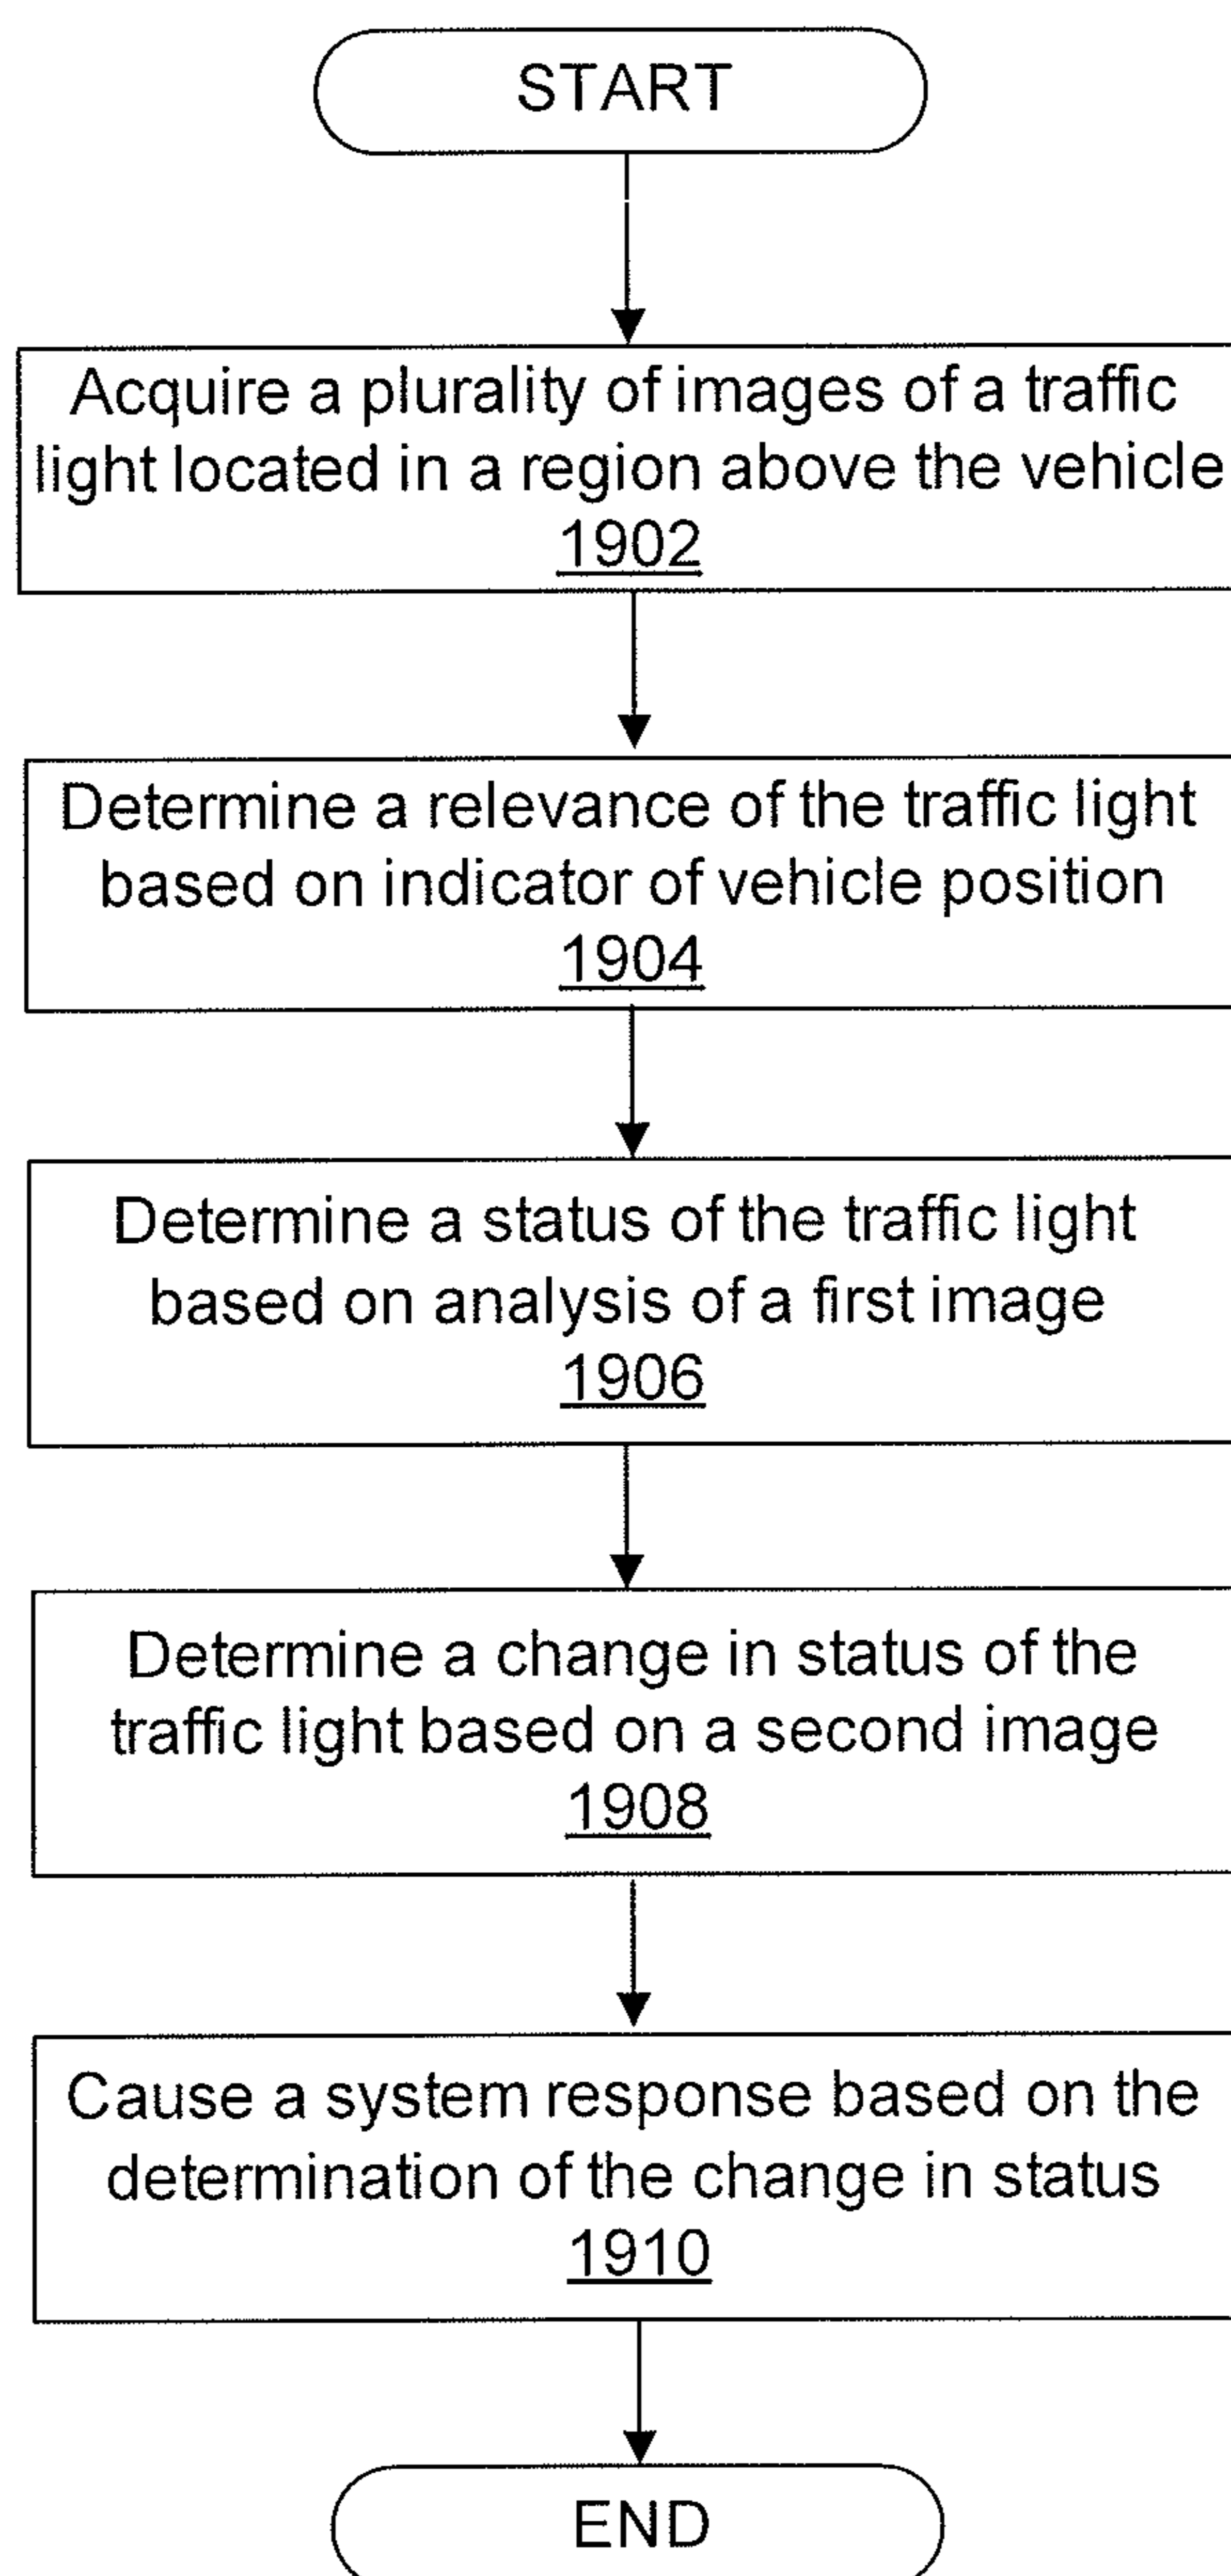 START
Acquire a plurality of images of a traffic
light located in a region above the vehicle
1902
Determine a relevance of the traffic light
based on indicator of vehicle position
1904
Determine a status of the traffic light
based on analysis of a first image
1906
Determine a change in status of the
traffic light based on a second image
1908
Cause a system response based on the
determination of the change in status
1910
END